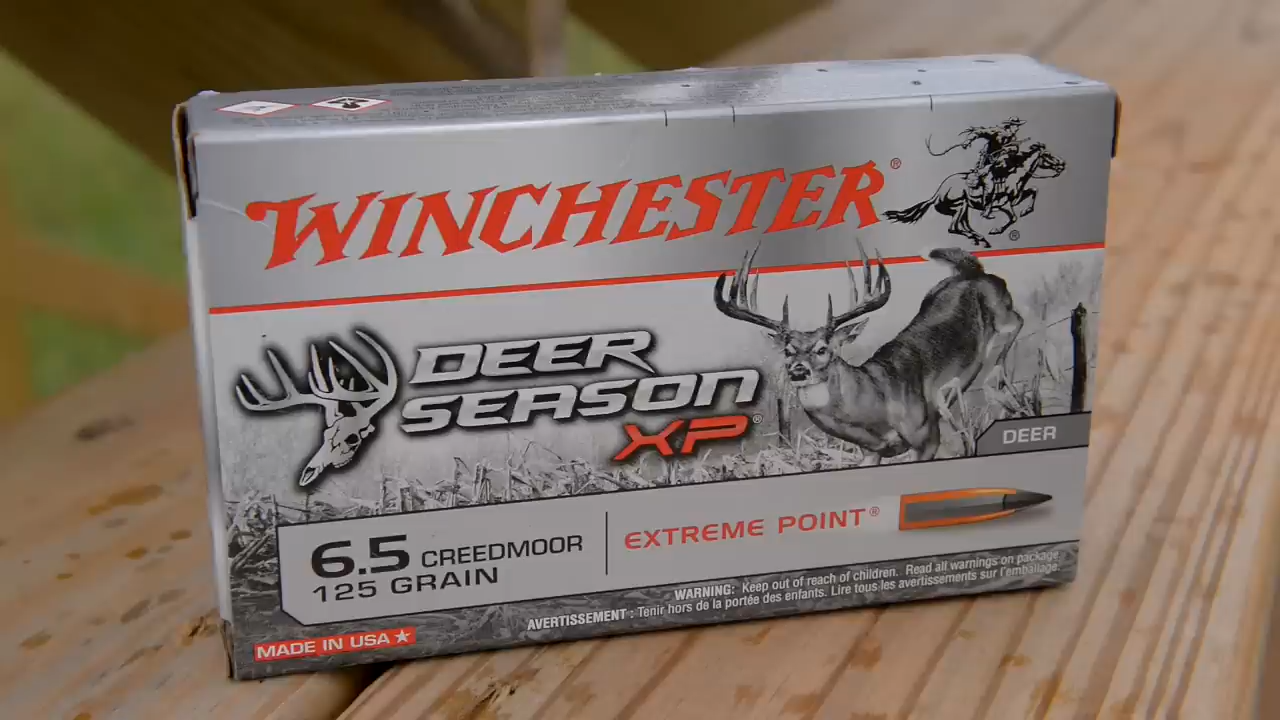 WINCHESTER®
®
DEER
SEASON
XP®
DEER
6.5 CREEDMOOR
125 GRAIN
EXTREME POINT®
WARNING: Keep out of reach of children. Read all warnings on package.
AVERTISSEMENT : Tenir hors de la portée des enfants. Lire tous les avertissements sur l'emballage.
MADE IN USA